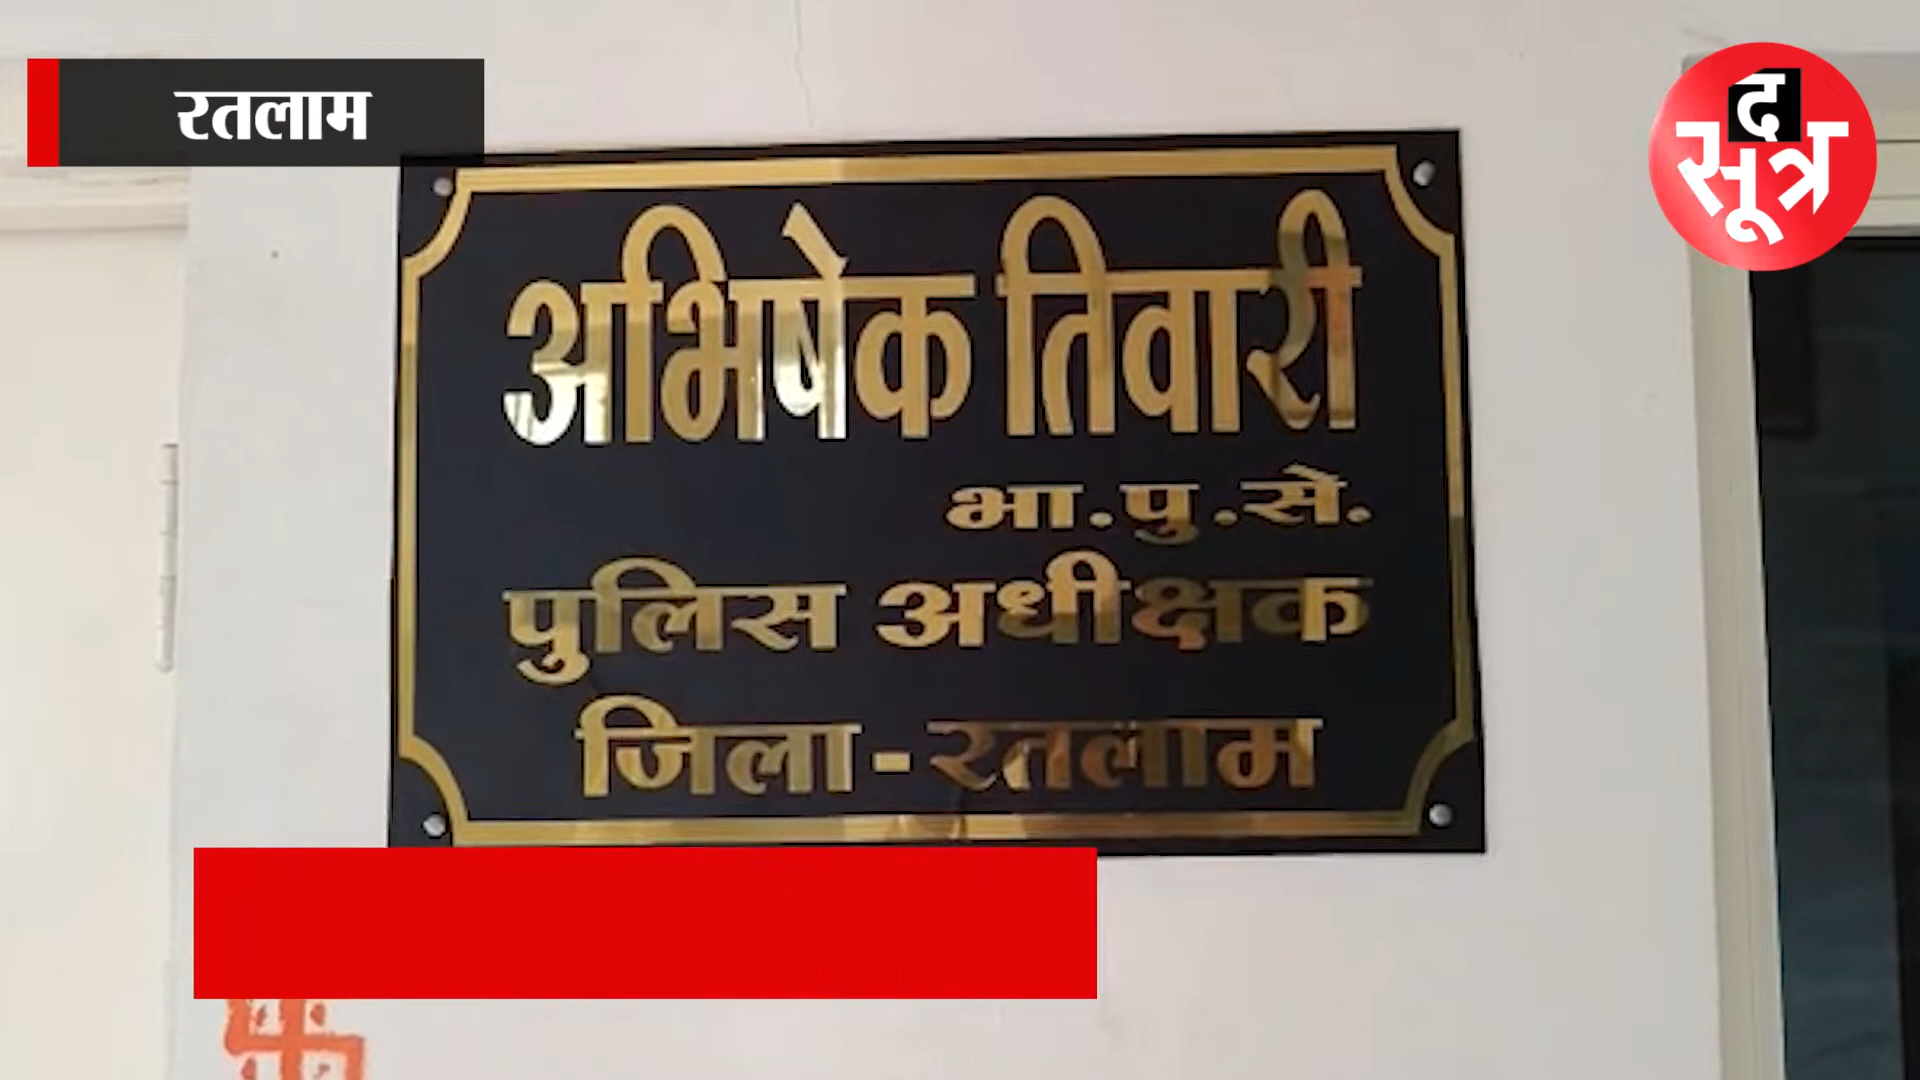 रतलाम
द
सूत्र
अभिषेक तिवारी
भा.पु.से.
पुलिस अधीक्षक
जिला-रतलाम